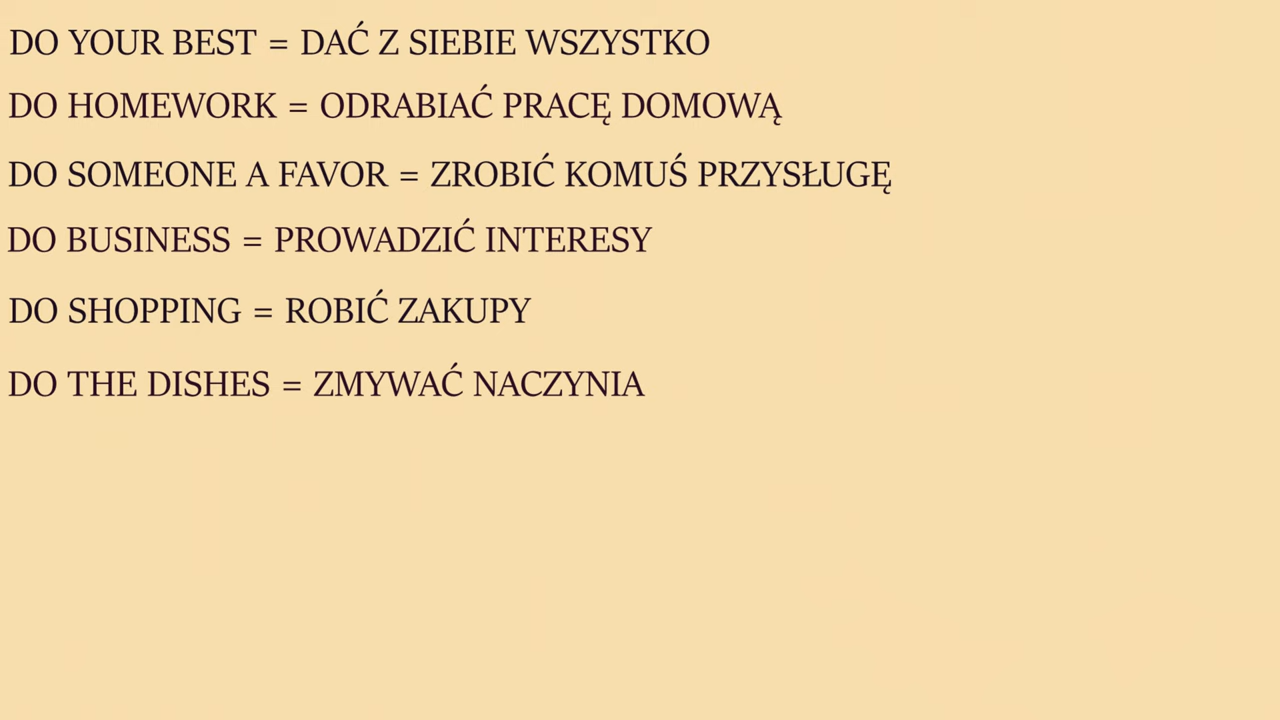 DO YOUR BEST = DAĆ Z SIEBIE WSZYSTKO
DO HOMEWORK = ODRABIAĆ PRACĘ DOMOWĄ
DO SOMEONE A FAVOR = ZROBIĆ KOMUŚ PRZYSŁUGĘ
DO BUSINESS = PROWADZIĆ INTERESY
DO SHOPPING = ROBIĆ ZAKUPY
DO THE DISHES = ZMYWAĆ NACZYNIA